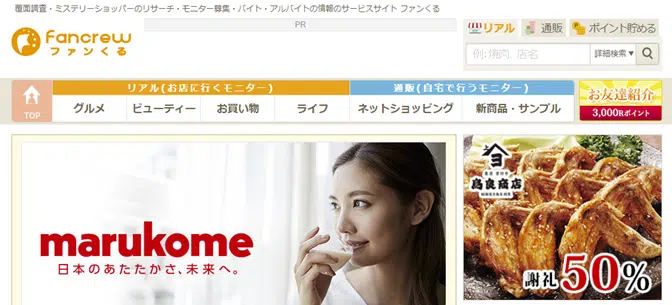 覆面調査・ミステリーショッパーのリサーチ・モニター募集・バイト・アルバイトの情報のサービスサイト ファンくる
PR
Fancrew
ファンくる
リアル 通販 ポイント貯める
例:焼肉、店名 詳細検索▼
TOP
リアル(お店に行くモニター) 通販(自宅で行うモニター)
グルメ ビューティー お買い物 ライフ ネットショッピング 新商品・サンプル
お友達紹介
3,000Rポイント
marukome
日本のあたたかさ、未来へ。
鳥良商店
謝礼50%